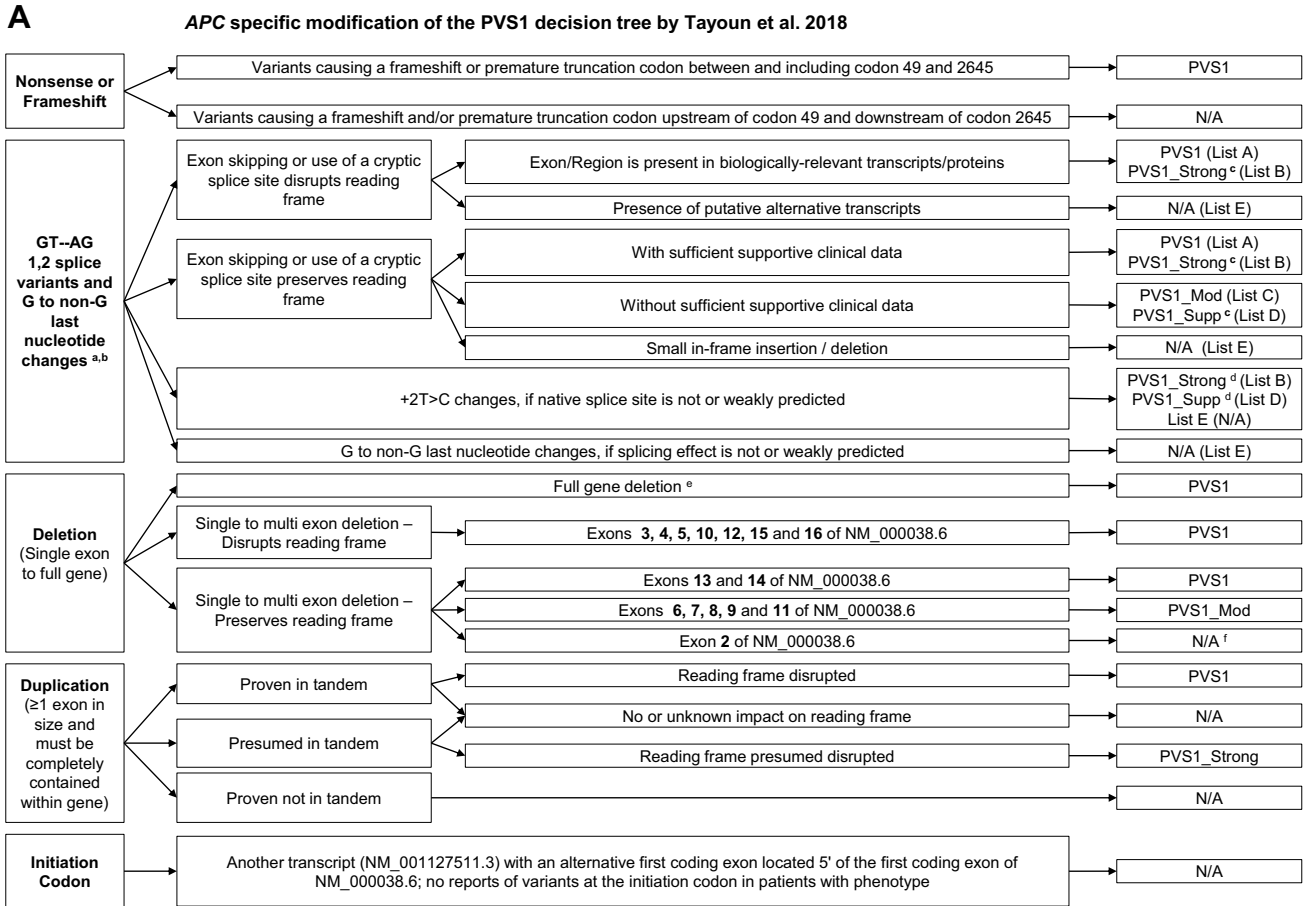 A
APC specific modification of the PVS1 decision tree by Tayoun et al. 2018
Nonsense or
Frameshift
Variants causing a frameshift or premature truncation codon between and including codon 49 and 2645
PVS1
Variants causing a frameshift and/or premature truncation codon upstream of codon 49 and downstream of codon 2645
N/A
GT--AG
1,2 splice
variants and
G to non-G
last
nucleotide
changes a,b
Exon skipping or use of a cryptic
splice site disrupts reading
frame
Exon/Region is present in biologically-relevant transcripts/proteins
PVS1 (List A)
PVS1_Strong c (List B)
Presence of putative alternative transcripts
N/A (List E)
Exon skipping or use of a cryptic
splice site preserves reading
frame
With sufficient supportive clinical data
PVS1 (List A)
PVS1_Strong c (List B)
Without sufficient supportive clinical data
PVS1_Mod (List C)
PVS1_Supp c (List D)
Small in-frame insertion / deletion
N/A (List E)
+2T>C changes, if native splice site is not or weakly predicted
PVS1_Strong d (List B)
PVS1_Supp d (List D)
List E (N/A)
G to non-G last nucleotide changes, if splicing effect is not or weakly predicted
N/A (List E)
Deletion
(Single exon
to full gene)
Full gene deletion e
PVS1
Single to multi exon deletion –
Disrupts reading frame
Exons 3, 4, 5, 10, 12, 15 and 16 of NM_000038.6
PVS1
Single to multi exon deletion –
Preserves reading frame
Exons 13 and 14 of NM_000038.6
PVS1
Exons 6, 7, 8, 9 and 11 of NM_000038.6
PVS1_Mod
Exon 2 of NM_000038.6
N/A f
Duplication
(≥1 exon in
size and
must be
completely
contained
within gene)
Proven in tandem
Reading frame disrupted
PVS1
No or unknown impact on reading frame
N/A
Presumed in tandem
Reading frame presumed disrupted
PVS1_Strong
Proven not in tandem
N/A
Initiation
Codon
Another transcript (NM_001127511.3) with an alternative first coding exon located 5' of the first coding exon of
NM_000038.6; no reports of variants at the initiation codon in patients with phenotype
N/A